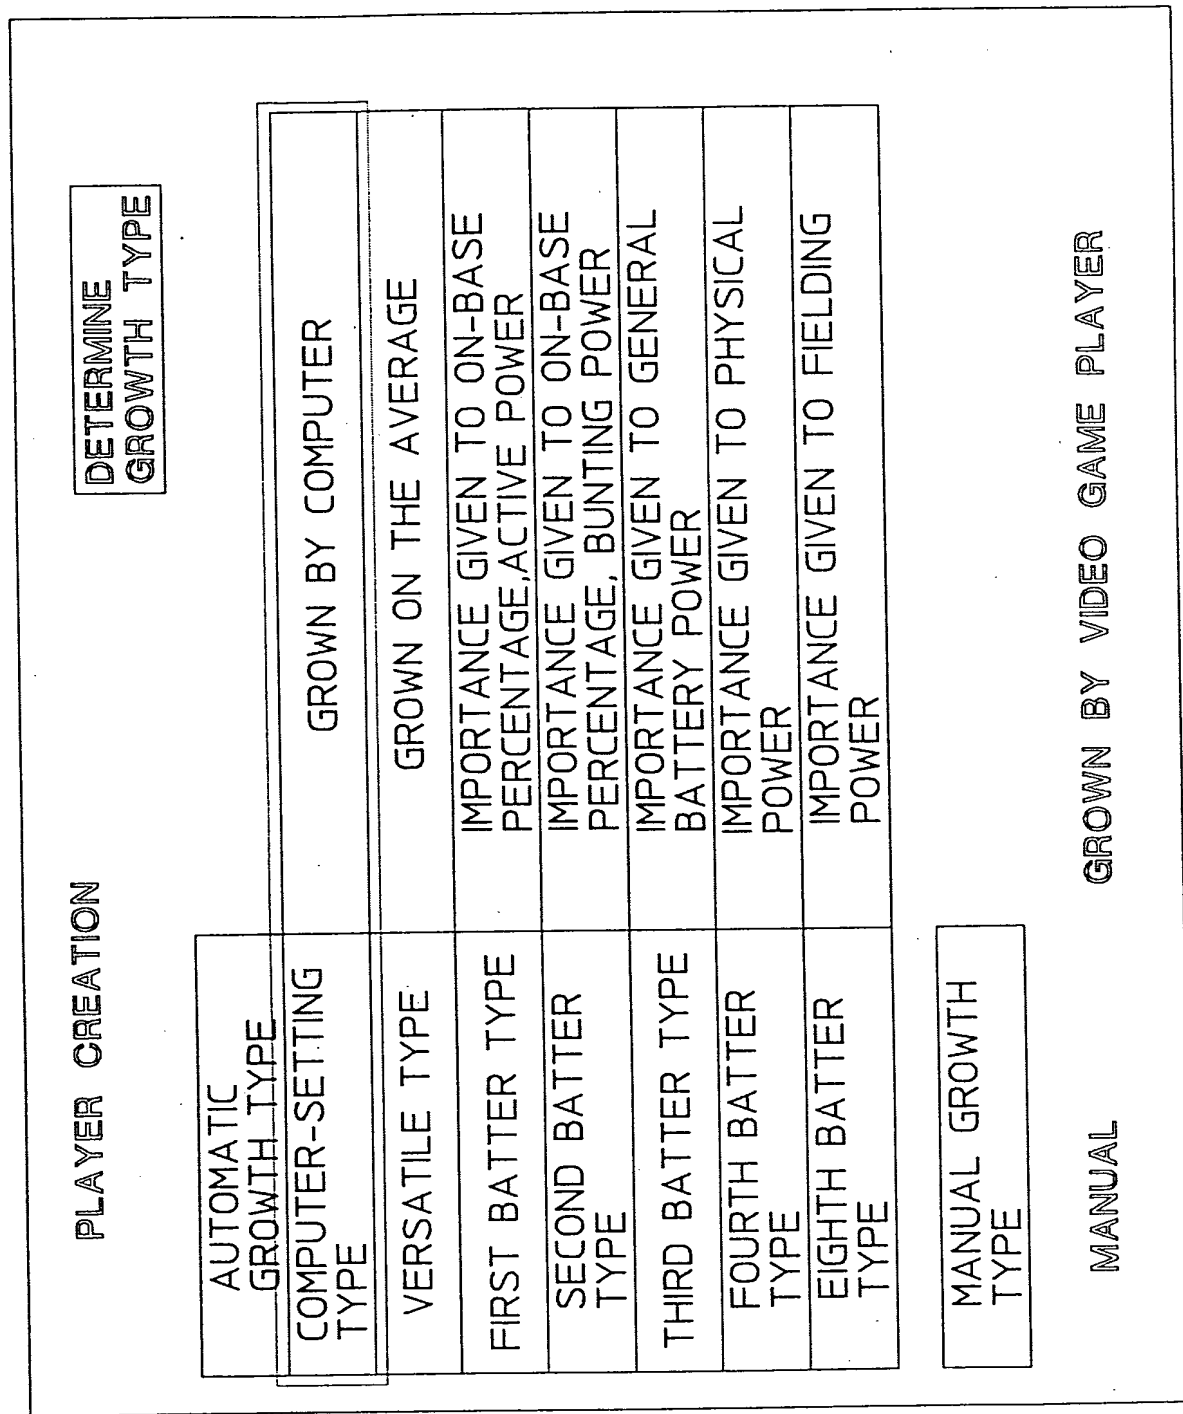 PLAYER CREATION
DETERMINE
GROWTH TYPE
AUTOMATIC
GROWTH TYPE
COMPUTER-SETTING
TYPE
GROWN BY COMPUTER
VERSATILE TYPE
GROWN ON THE AVERAGE
FIRST BATTER TYPE
IMPORTANCE GIVEN TO ON-BASE
PERCENTAGE,ACTIVE POWER
SECOND BATTER
TYPE
IMPORTANCE GIVEN TO ON-BASE
PERCENTAGE, BUNTING POWER
THIRD BATTER TYPE
IMPORTANCE GIVEN TO GENERAL
BATTERY POWER
FOURTH BATTER
TYPE
IMPORTANCE GIVEN TO PHYSICAL
POWER
EIGHTH BATTER
TYPE
IMPORTANCE GIVEN TO FIELDING
POWER
MANUAL GROWTH
TYPE
MANUAL
GROWN BY VIDEO GAME PLAYER